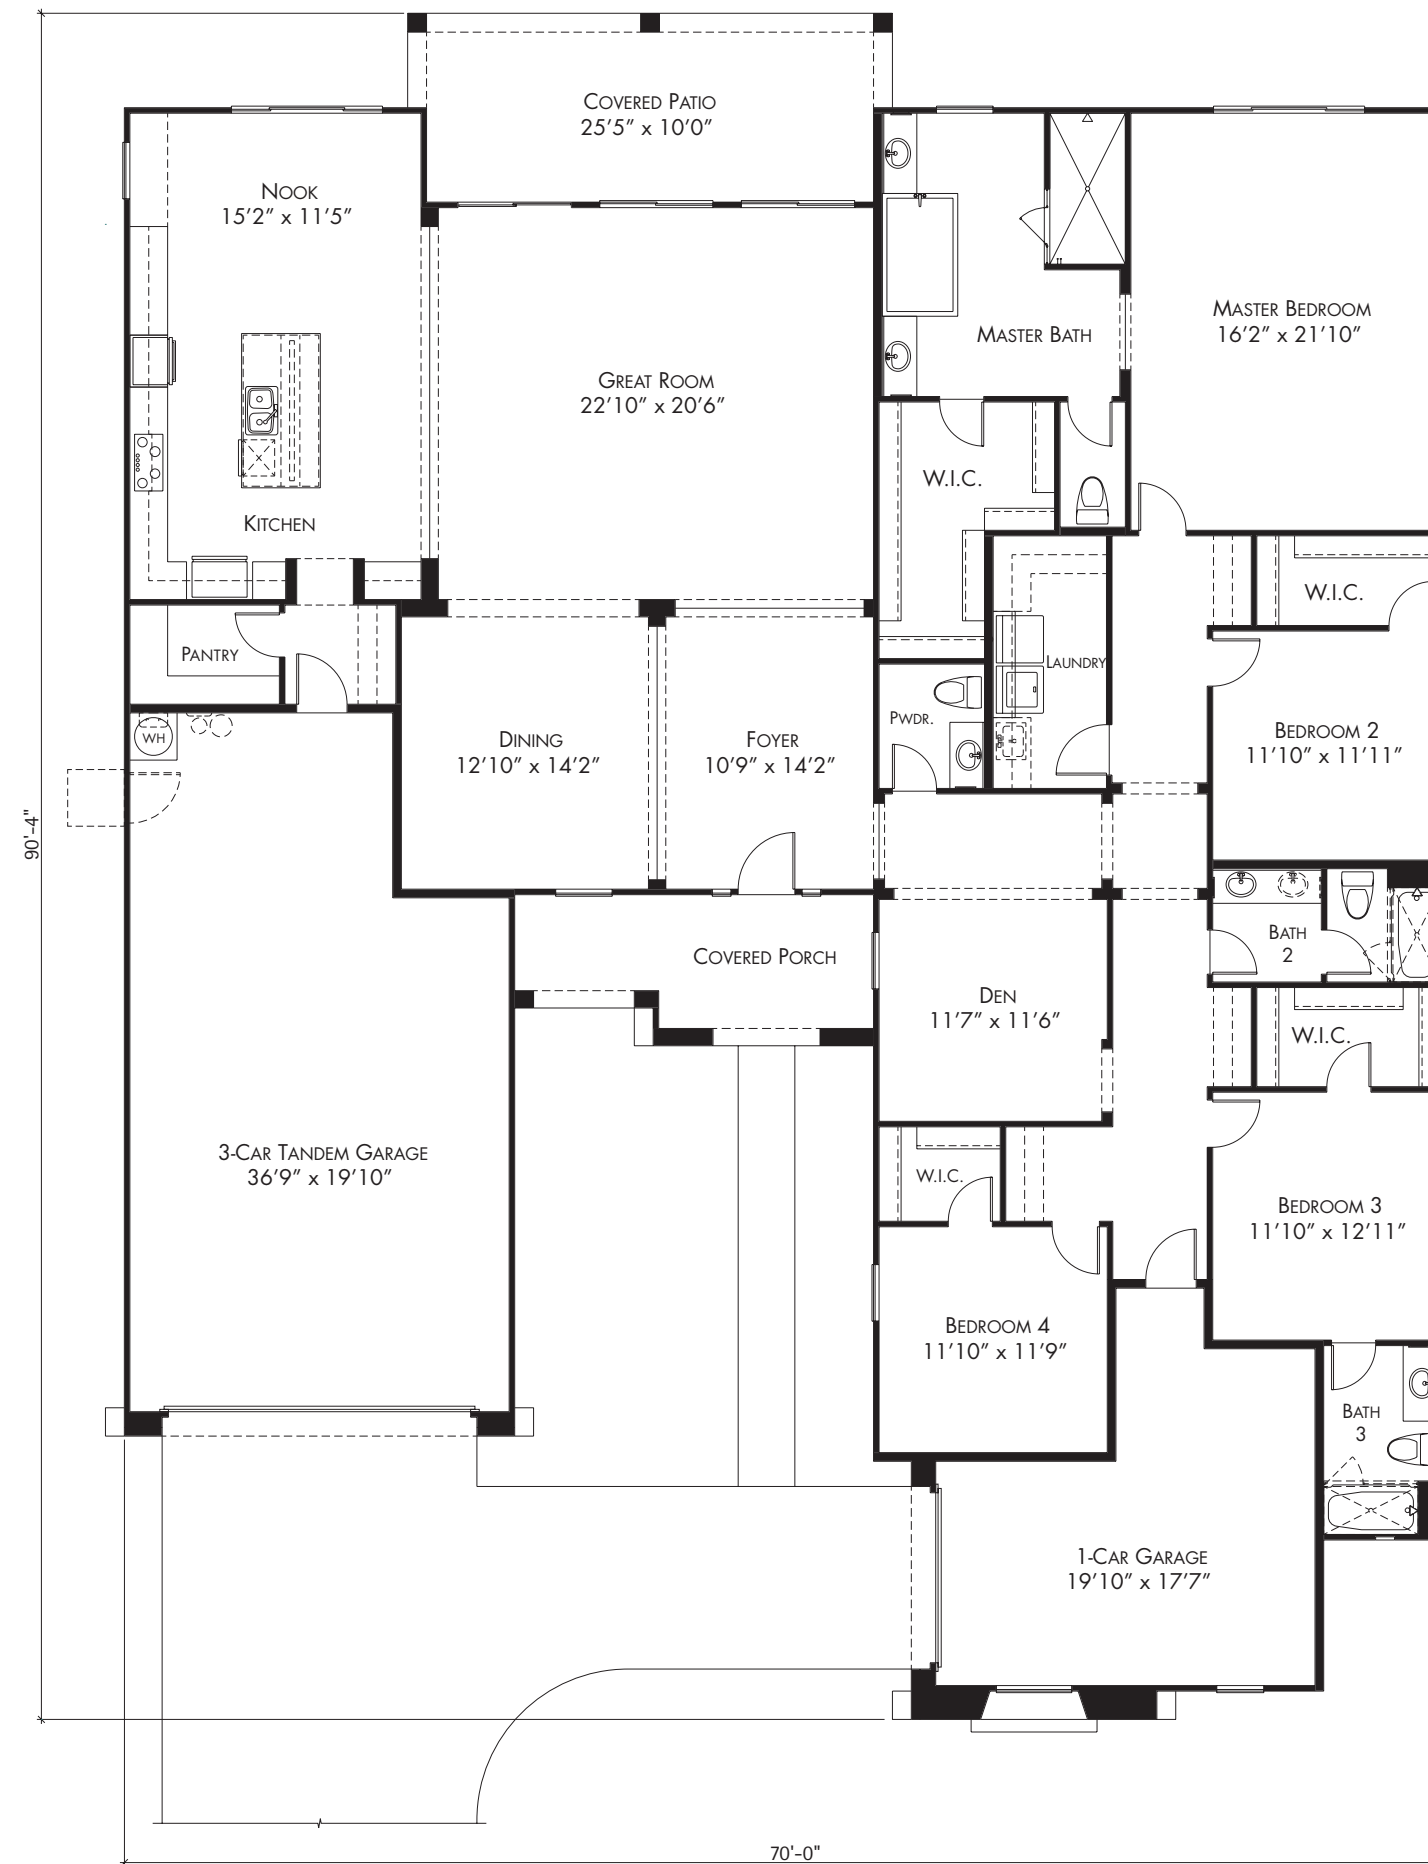 COVERED PATIO
25’5” x 10’0”
NOOK
15’2” x 11’5”
MASTER BEDROOM
16’2” x 21’10”
MASTER BATH
GREAT ROOM
22’10” x 20’6”
W.I.C.
KITCHEN
W.I.C.
PANTRY
LAUNDRY
PWDR.
WH
DINING
12’10” x 14’2”
FOYER
10’9” x 14’2”
BEDROOM 2
11’10” x 11’11”
90'-4"
BATH
2
COVERED PORCH
DEN
11’7” x 11’6”
W.I.C.
3-CAR TANDEM GARAGE
36’9” x 19’10”
W.I.C.
BEDROOM 3
11’10” x 12’11”
BEDROOM 4
11’10” x 11’9”
BATH
3
1-CAR GARAGE
19’10” x 17’7”
70'-0"